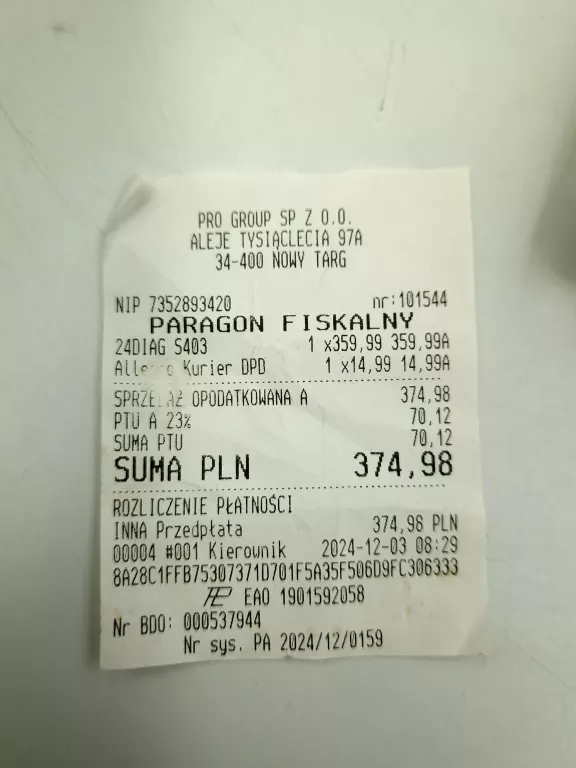 PRO GROUP SP Z O.O.
ALEJE TYSIĄCLECIA 97A
34-400 NOWY TARG
NIP 7352893420 nr:101544
PARAGON FISKALNY
24DIAG S403 1 x359,99 359,99A
Allegro Kurier DPD 1 x14,99 14,99A
SPRZEDAŻ OPODATKOWANA A 374,98
PTU A 23% 70,12
SUMA PTU 70,12
SUMA PLN 374,98
ROZLICZENIE PŁATNOŚCI
INNA Przedpłata 374,98 PLN
00004 #001 Kierownik 2024-12-03 08:29
8A28C1FFB75307371D701F5A35F506D9FC306333
EAO 1901592058
Nr BDO: 000537944
Nr sys. PA 2024/12/0159